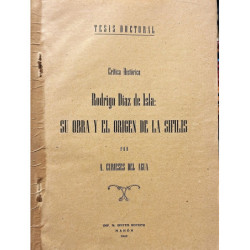 TESIS DOCTORAL
Crítica Histórica
Rodrigo Díaz de Isla:
SU OBRA Y EL ORIGEN DE LA SIFILIS
POR
A. CARRERAS DEL AGUA